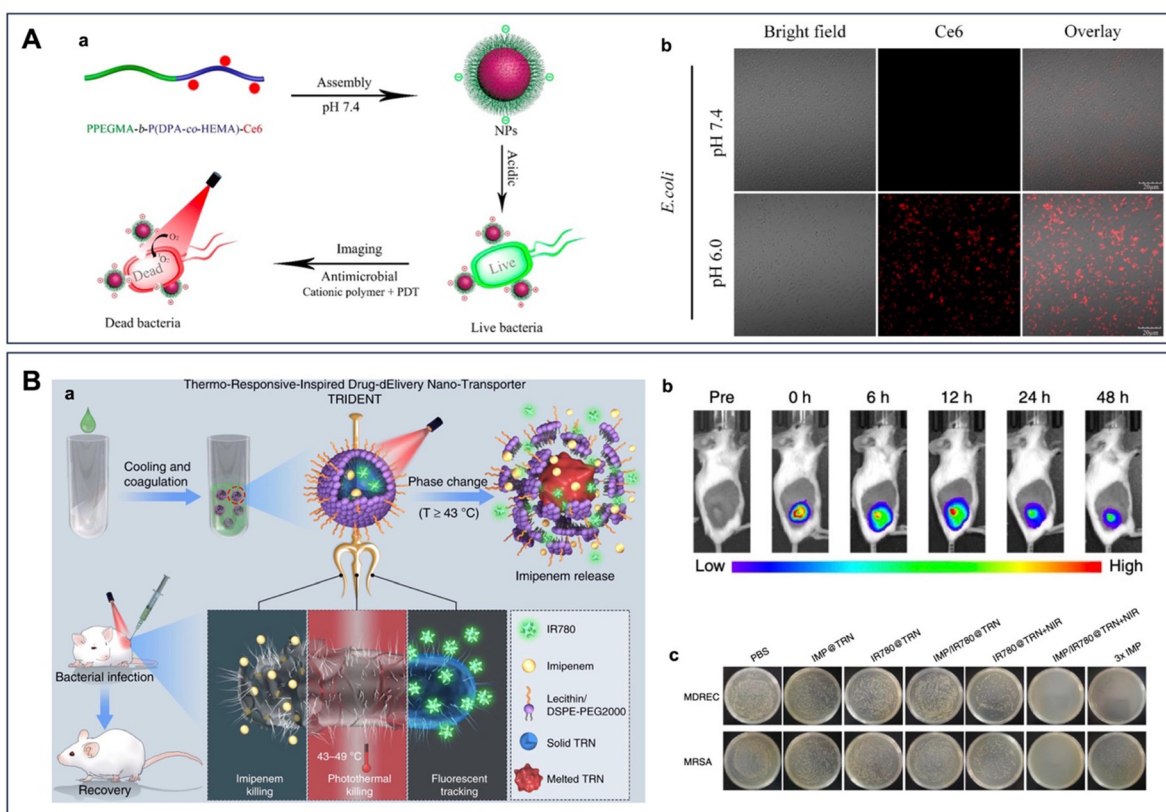 A
a
PPEGMA-b-P(DPA-co-HEMA)-Ce6
Assembly
pH 7.4
NPs
Acidic
Live
Live bacteria
Imaging
Antimicrobial
Cationic polymer + PDT
O₂
Dead
Dead bacteria
b
Bright field
Ce6
Overlay
E.coli
pH 7.4
20μm
pH 6.0
20μm
B
a
Thermo-Responsive-Inspired Drug-dElivery Nano-Transporter
TRIDENT
Cooling and
coagulation
Phase change
(T ≥ 43 °C)
Imipenem release
Bacterial infection
Recovery
Imipenem
killing
43–49 °C
Photothermal
killing
Fluorescent
tracking
IR780
Imipenem
Lecithin/
DSPE-PEG2000
Solid TRN
Melted TRN
b
Pre
0 h
6 h
12 h
24 h
48 h
Low
High
c
PBS
IMP@TRN
IR780@TRN
IMP/IR780@TRN
IR780@TRN+NIR
IMP/IR780@TRN+NIR
3x IMP
MDREC
MRSA